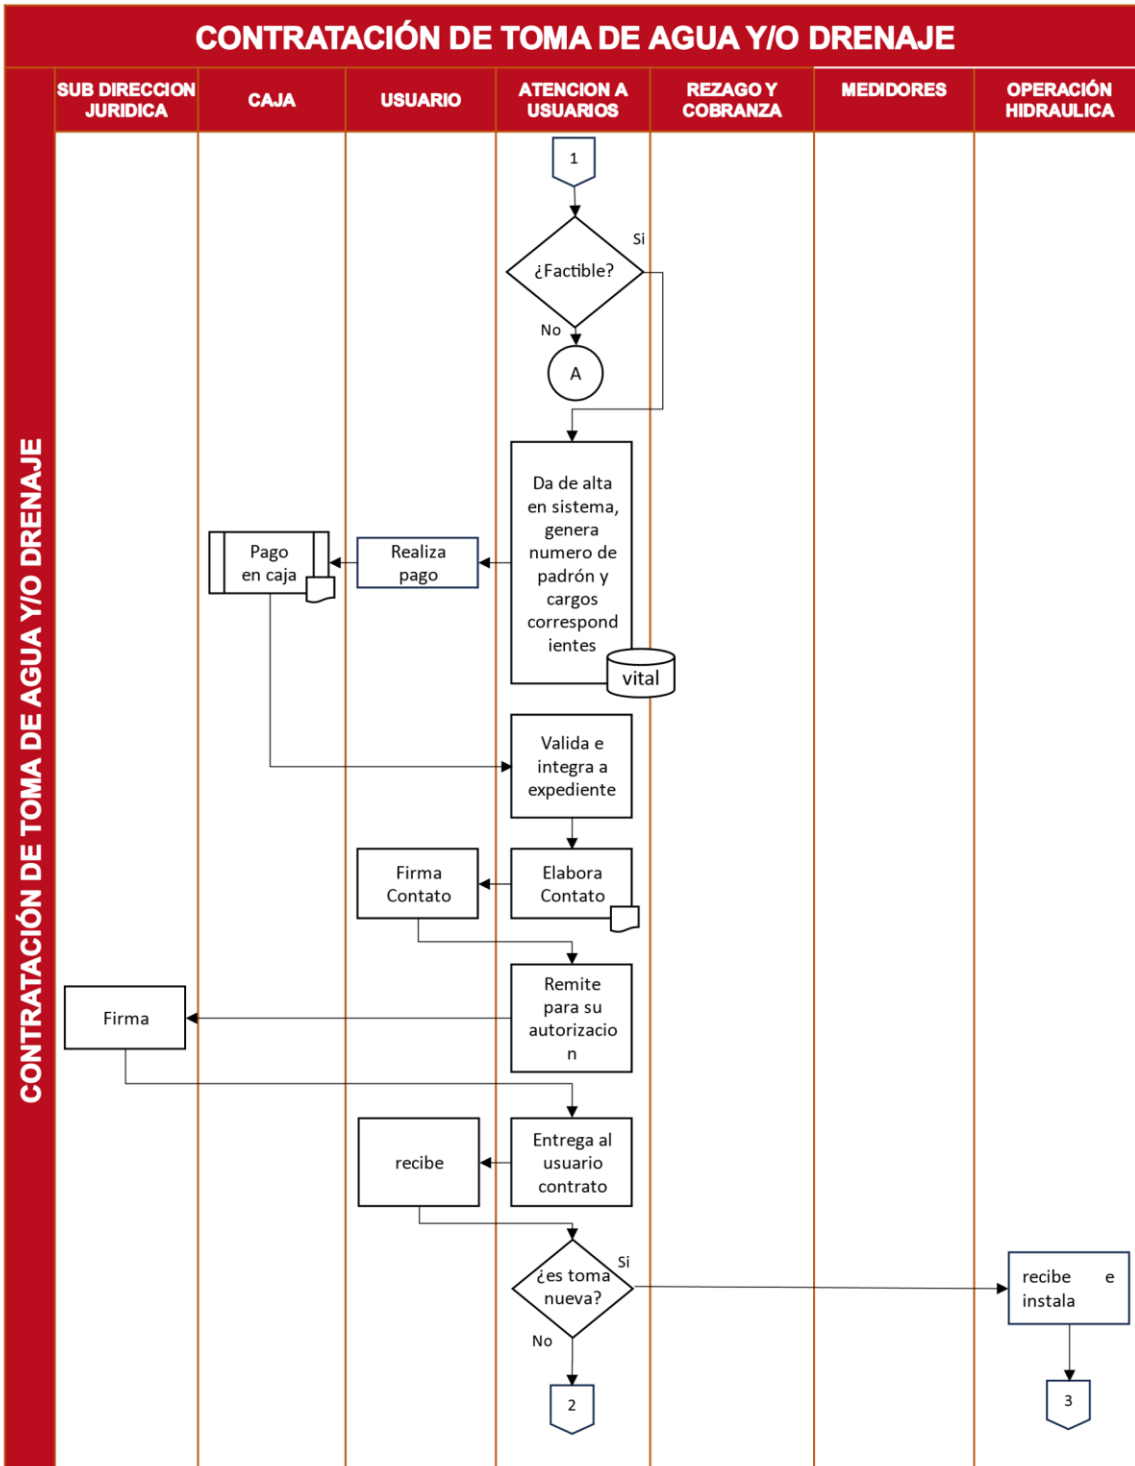 CONTRATACIÓN DE TOMA DE AGUA Y/O DRENAJE
CONTRATACIÓN DE TOMA DE AGUA Y/O DRENAJE
SUB DIRECCION
JURIDICA
CAJA
USUARIO
ATENCION A
USUARIOS
REZAGO Y
COBRANZA
MEDIDORES
OPERACIÓN
HIDRAULICA
1
¿Factible?
Si
No
A
Da de alta
en sistema,
genera
numero de
padrón y
cargos
correspond
ientes
vital
Realiza
pago
Pago
en caja
Valida e
integra a
expediente
Elabora
Contato
Firma
Contato
Remite
para su
autorizacio
n
Firma
Entrega al
usuario
contrato
recibe
¿es toma
nueva?
Si
No
recibe e
instala
2
3